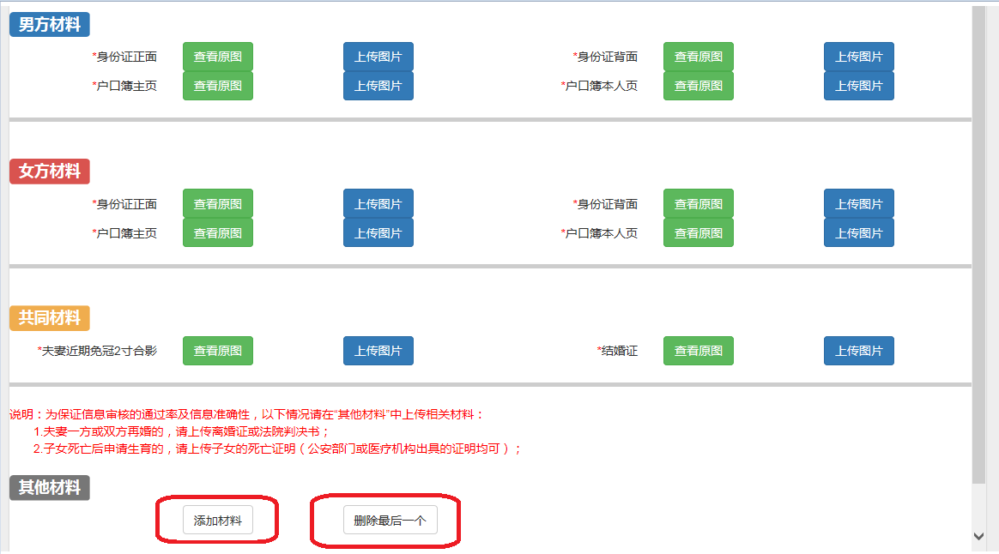 男方材料
*身份证正面 查看原图 上传图片 *身份证背面 查看原图 上传图片
*户口簿主页 查看原图 上传图片 *户口簿本人页 查看原图 上传图片
女方材料
*身份证正面 查看原图 上传图片 *身份证背面 查看原图 上传图片
*户口簿主页 查看原图 上传图片 *户口簿本人页 查看原图 上传图片
共同材料
*夫妻近期免冠2寸合影 查看原图 上传图片 *结婚证 查看原图 上传图片
说明：为保证信息审核的通过率及信息准确性，以下情况请在“其他材料”中上传相关材料：
1.夫妻一方或双方再婚的，请上传离婚证或法院判决书；
2.子女死亡后申请生育的，请上传子女的死亡证明（公安部门或医疗机构出具的证明均可）；
其他材料
添加材料 删除最后一个